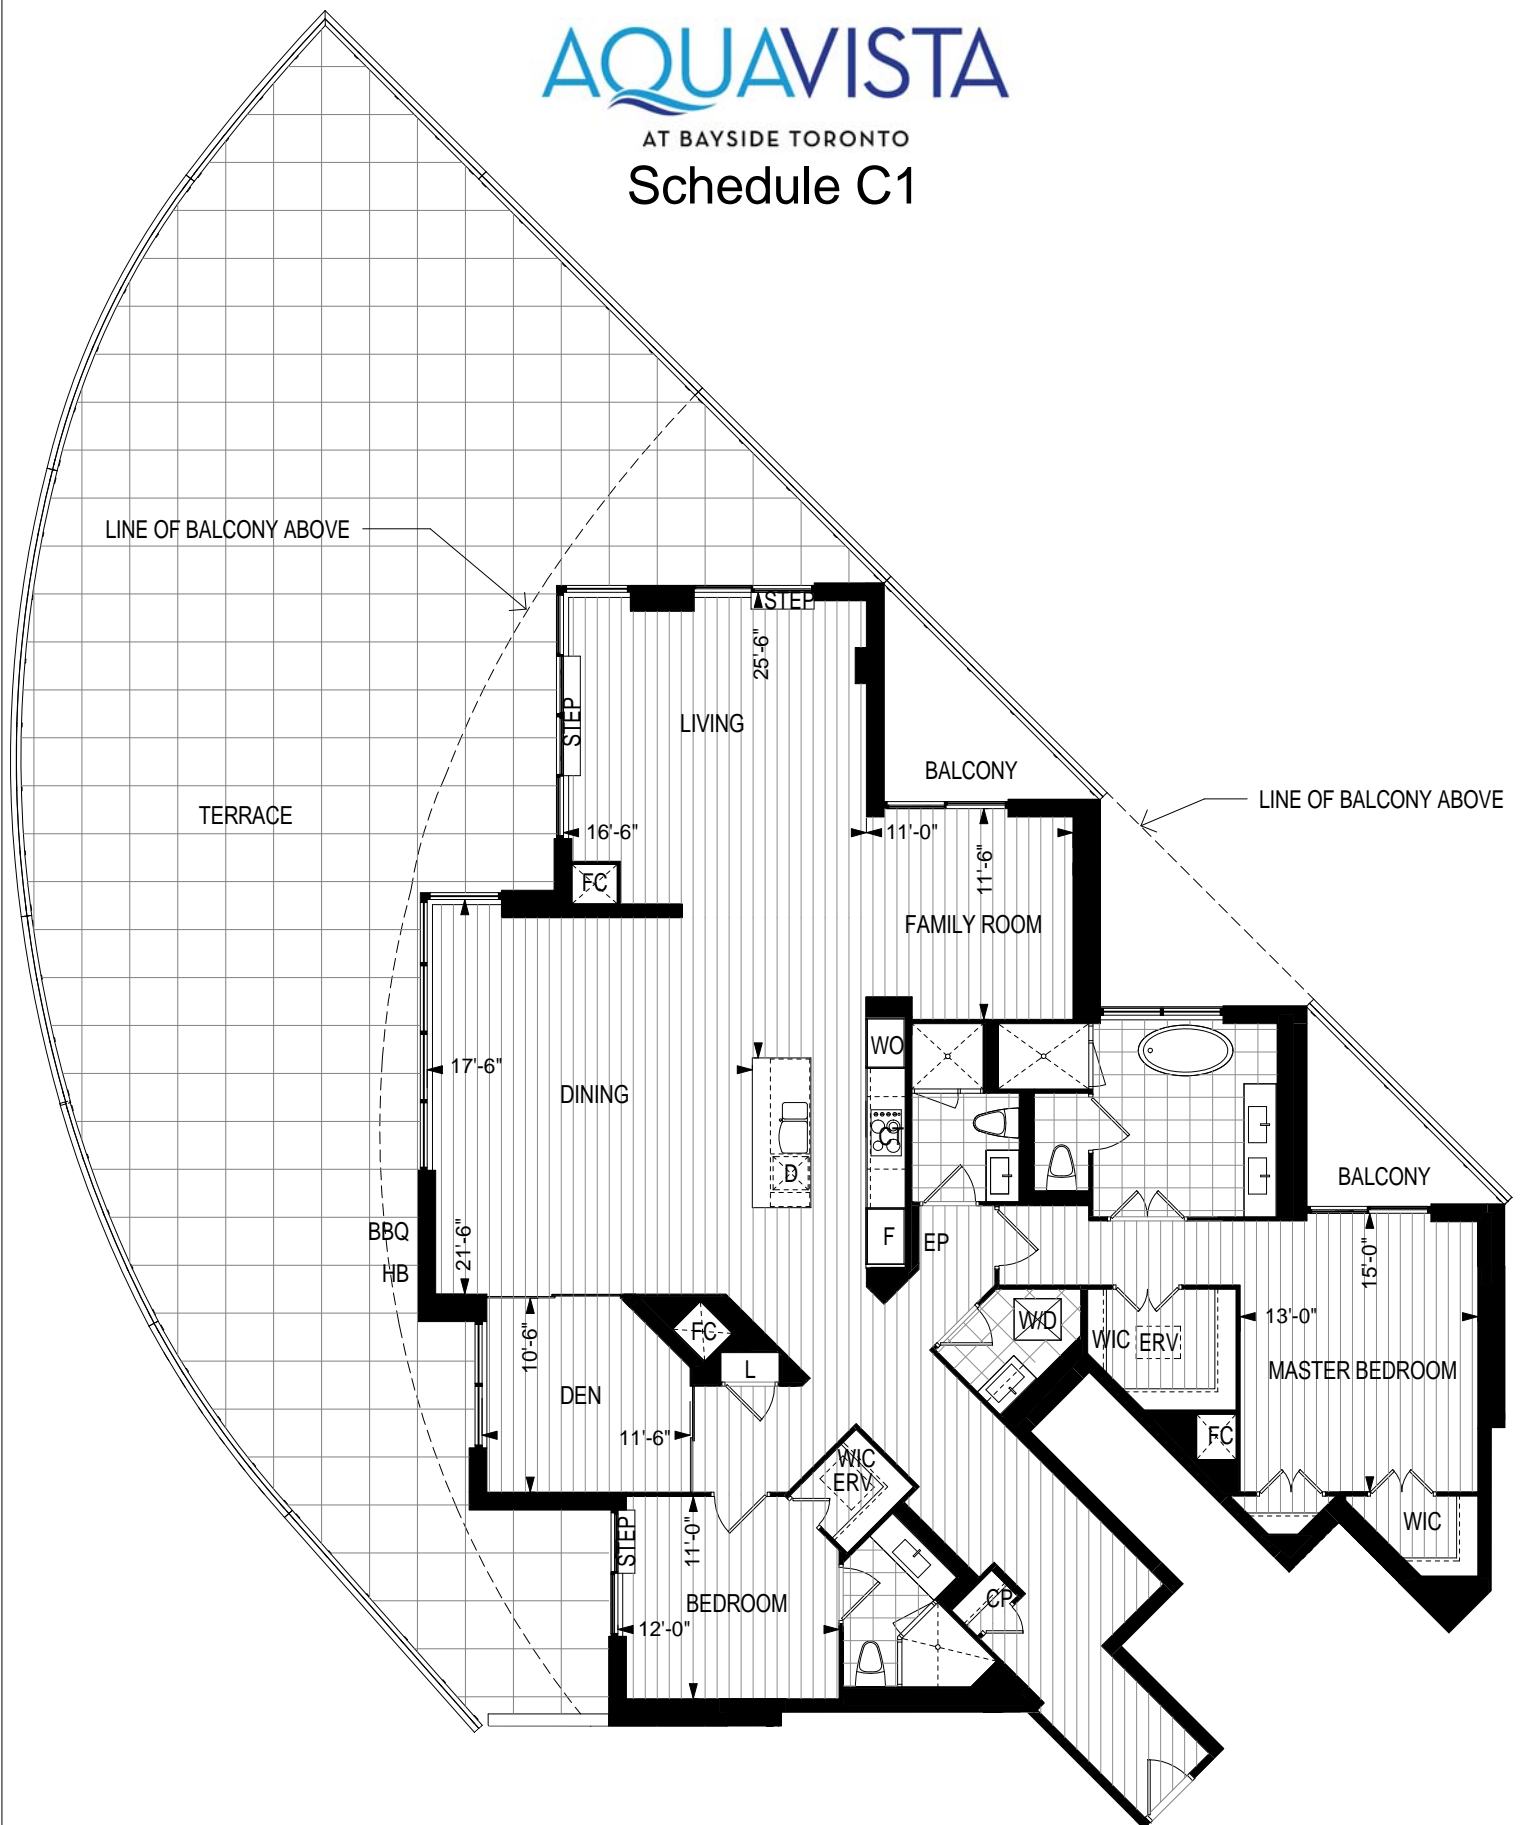 AQUAVISTA
AT BAYSIDE TORONTO
Schedule C1
LINE OF BALCONY ABOVE
STEP
25'-6"
STEP
LIVING
BALCONY
LINE OF BALCONY ABOVE
TERRACE
16'-6"
11'-0"
11'-6"
FC
FAMILY ROOM
WO
17'-6"
DINING
CT
D
BALCONY
BBQ
21'-6"
F
EP
HB
15'-0"
10'-6"
FC
W/D
WIC
ERV
13'-0"
L
MASTER BEDROOM
DEN
11'-6"
FC
WIC
ERV
WIC
STEP
11'-0"
BEDROOM
CP
12'-0"